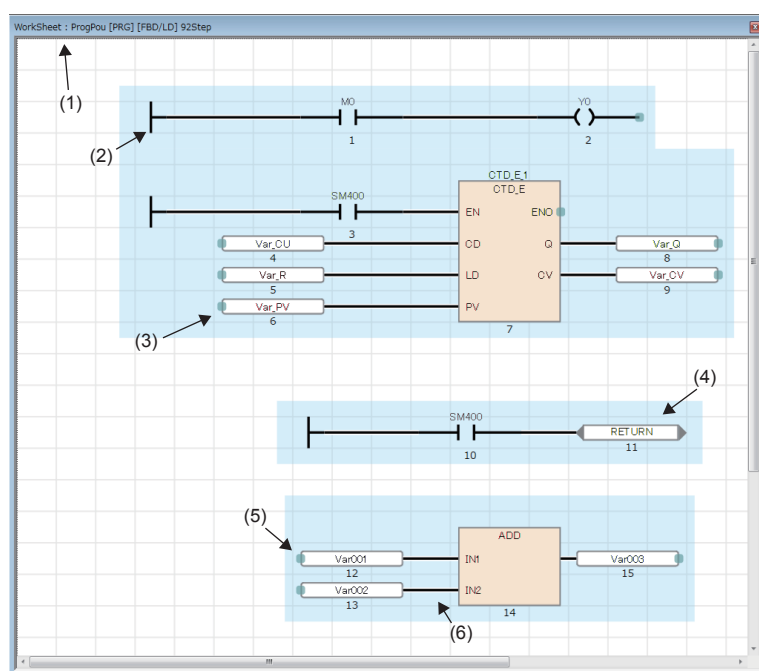 WorkSheet : ProgPou [PRG] [FBD/LD] 92Step
(1)
(2)
M0
1
Y0
2
CTD_E_1
CTD_E
SM400
3
EN
ENO
Var_CU
4
CD
Q
Var_Q
8
Var_R
5
LD
CV
Var_CV
9
Var_PV
6
PV
7
(3)
(4)
SM400
10
RETURN
11
(5)
ADD
Var001
12
IN1
Var003
15
Var002
13
IN2
14
(6)